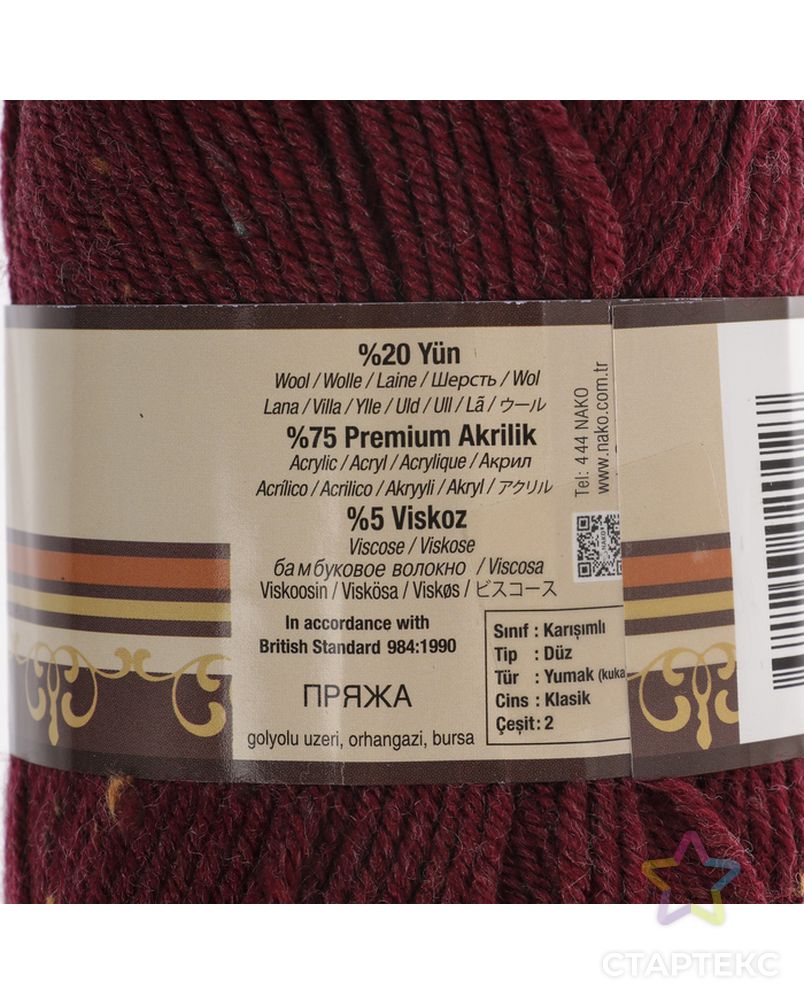 %20 Yün
Wool / Wolle / Laine / Шерсть / Wol
Lana / Villa / Ylle / Uld / Ull / Lã / ウール
%75 Premium Akrilik
Acrylic / Acryl / Acrylique / Акрил
Acrílico / Acrilico / Akryyli / Akryl / アクリル
%5 Viskoz
Viscose / Viskose
бамбуковое волокно / Viscosa
Viskoosin / Viskösa / Viskøs / ビスコース
In accordance with
British Standard 984:1990
ПРЯЖА
golyolu uzeri, orhangazi, bursa
Tel: 4 44 NAKO
www.nako.com.tr
Sınıf : Karışımlı
Tip : Düz
Tür : Yumak (kuka
Cins : Klasik
Çeşit : 2
СТАРТЕКС